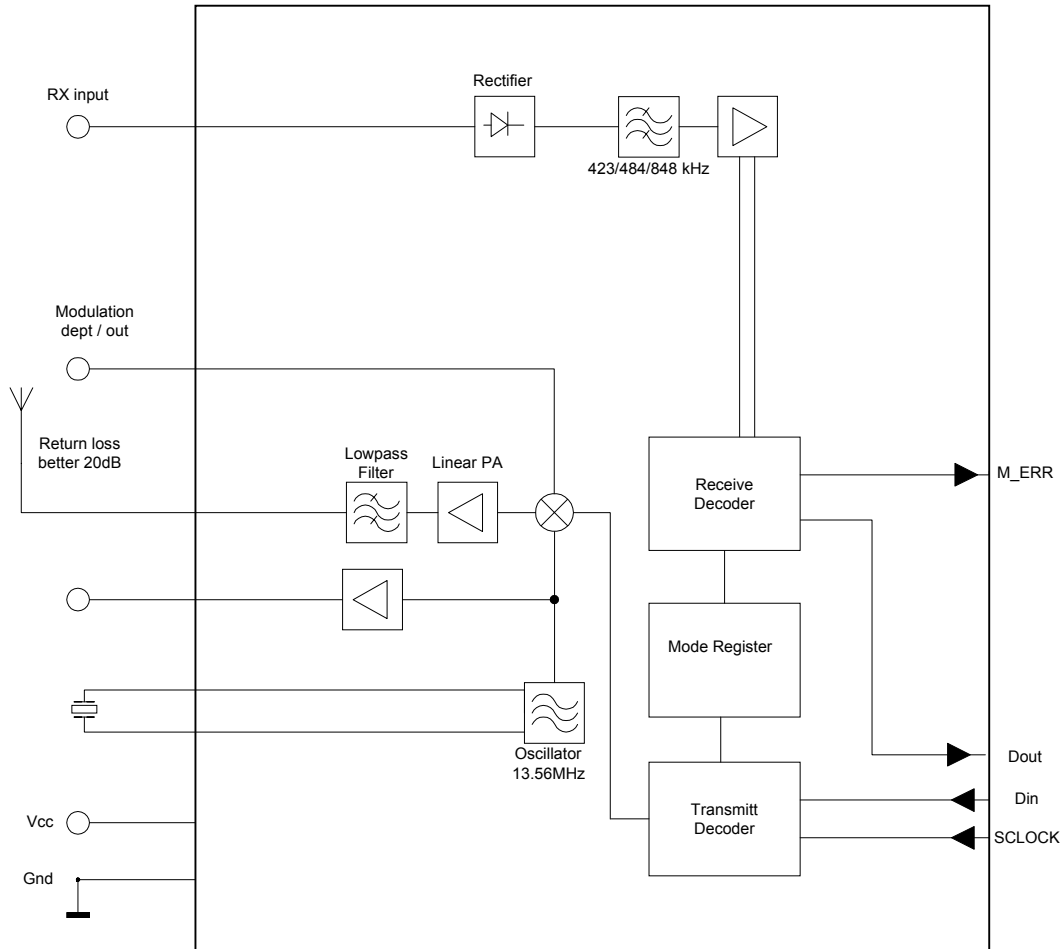 Rectifier
RX input
423/484/848 kHz
Modulation
dept / out
Return loss
better 20dB
Lowpass
Filter
Linear PA
Receive
Decoder
M_ERR
Mode Register
Oscillator
13.56MHz
Dout
Din
Transmitt
Decoder
SCLOCK
Vcc
Gnd